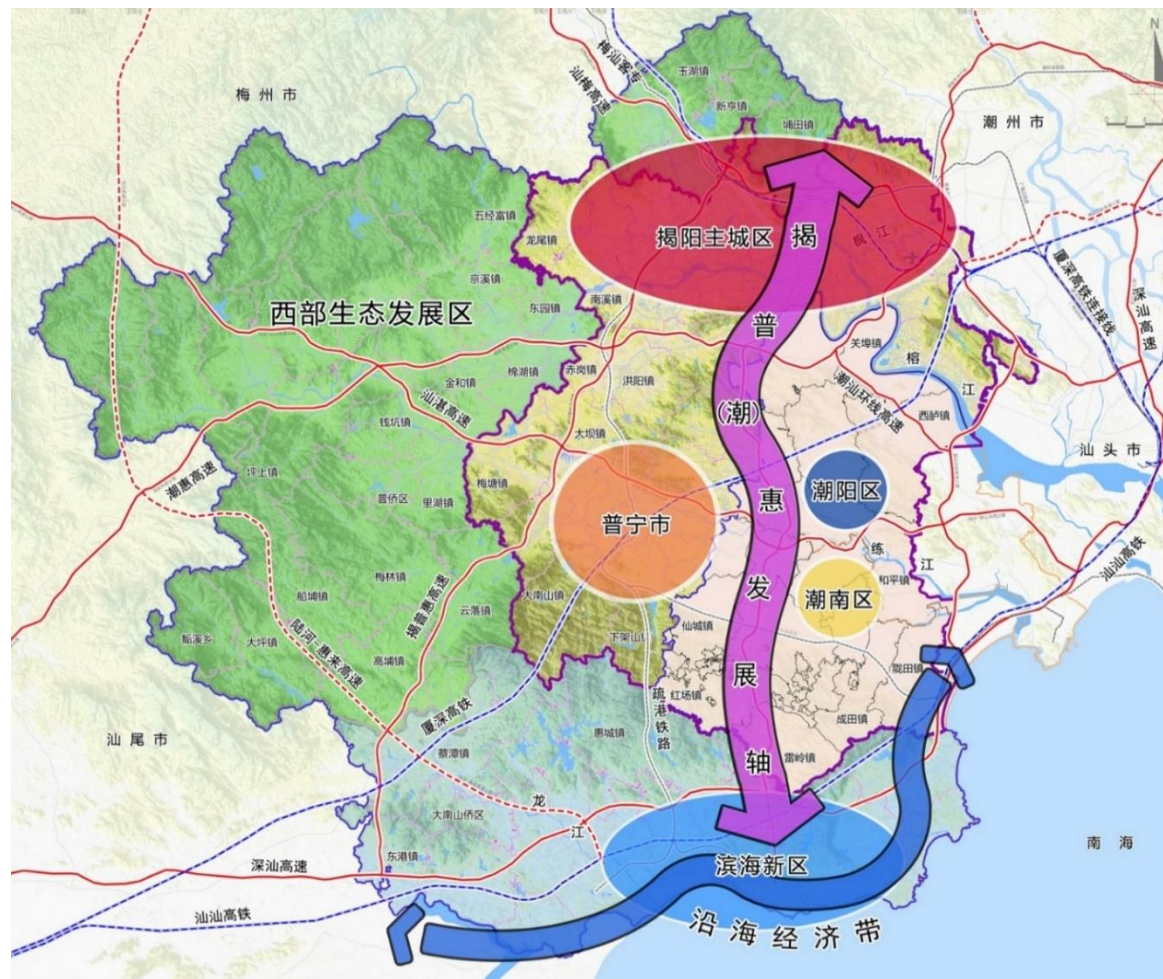 N
梅州市
潮州市
梅汕客专
汕梅高速
玉湖镇
新亨镇
埔田镇
五经富镇
龙尾镇
揭阳主城区
揭
枫江
京溪镇
西部生态发展区
东园镇
南溪镇
普
厦深高铁连接线
关埠镇
榕
江
金和镇
棉湖镇
赤岗镇
洪阳镇
汕湛高速
(潮)
潮汕环线高速
西胪镇
钱坑镇
大坝镇
汕头市
潮惠高速
坪上镇
普侨区
里湖镇
梅塘镇
普宁市
惠
潮阳区
练
江
汕汕高铁
梅林镇
大南山镇
发
潮南区
和平镇
船埔镇
揭普惠高速
云落镇
下架山镇
仙城镇
大坪镇
陆河-惠来高速
高埔镇
展
陇田镇
红场镇
疏港铁路
厦深高铁
成田镇
汕尾市
蔡潭镇
惠城镇
雷岭镇
轴
大南山侨区
龙
江
南海
东港镇
深汕高速
滨海新区
汕汕高铁
沿海经济带